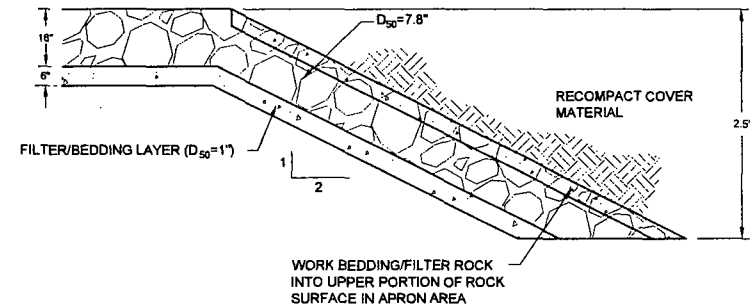 D50=7.8"
18"
6"
RECOMPACT COVER
MATERIAL
2.5'
FILTER/BEDDING LAYER (D50=1")
1
2
WORK BEDDING/FILTER ROCK
INTO UPPER PORTION OF ROCK
SURFACE IN APRON AREA